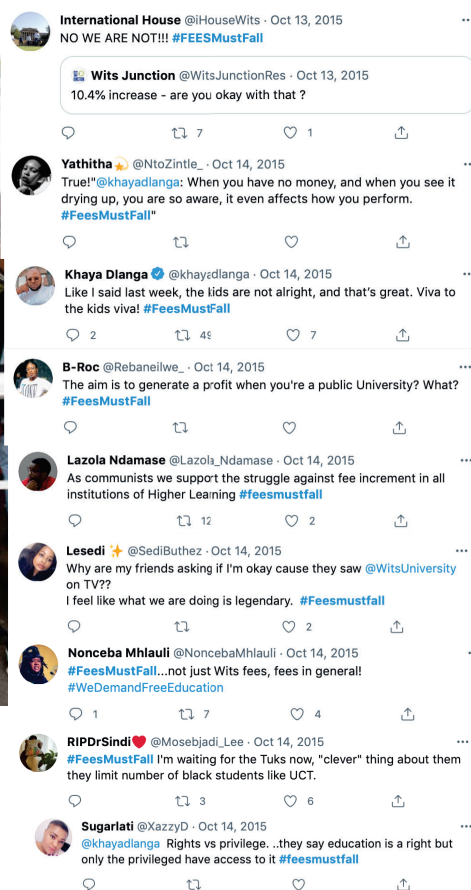 International House @iHouseWits · Oct 13, 2015
NO WE ARE NOT!!! #FEESMustFall
Wits Junction @WitsJunctionRes · Oct 13, 2015
10.4% increase - are you okay with that ?
7 1
Yathitha @NtoZintle_ · Oct 14, 2015
True!"@khayadlanga: When you have no money, and when you see it
drying up, you are so aware, it even affects how you perform.
#FeesMustFall"
Khaya Dlanga @khayadlanga · Oct 14, 2015
Like I said last week, the kids are not alright, and that's great. Viva to
the kids viva! #FeesMustFall
2 49 7
B-Roc @Rebaneilwe_ · Oct 14, 2015
The aim is to generate a profit when you're a public University? What?
#FeesMustFall
Lazola Ndamase @Lazola_Ndamase · Oct 14, 2015
As communists we support the struggle against fee increment in all
institutions of Higher Learning #feesmustfall
12 2
Lesedi @SediButhez · Oct 14, 2015
Why are my friends asking if I'm okay cause they saw @WitsUniversity
on TV??
I feel like what we are doing is legendary. #Feesmustfall
2
Nonceba Mhlauli @NoncebaMhlauli · Oct 14, 2015
#FeesMustFall...not just Wits fees, fees in general!
#WeDemandFreeEducation
1 7 4
RIPDrSindi @Mosebjadi_Lee · Oct 14, 2015
#FeesMustFall I'm waiting for the Tuks now, "clever" thing about them
they limit number of black students like UCT.
3 6
Sugarlati @XazzyD · Oct 14, 2015
@khayadlanga Rights vs privilege. ..they say education is a right but
only the privileged have access to it #feesmustfall